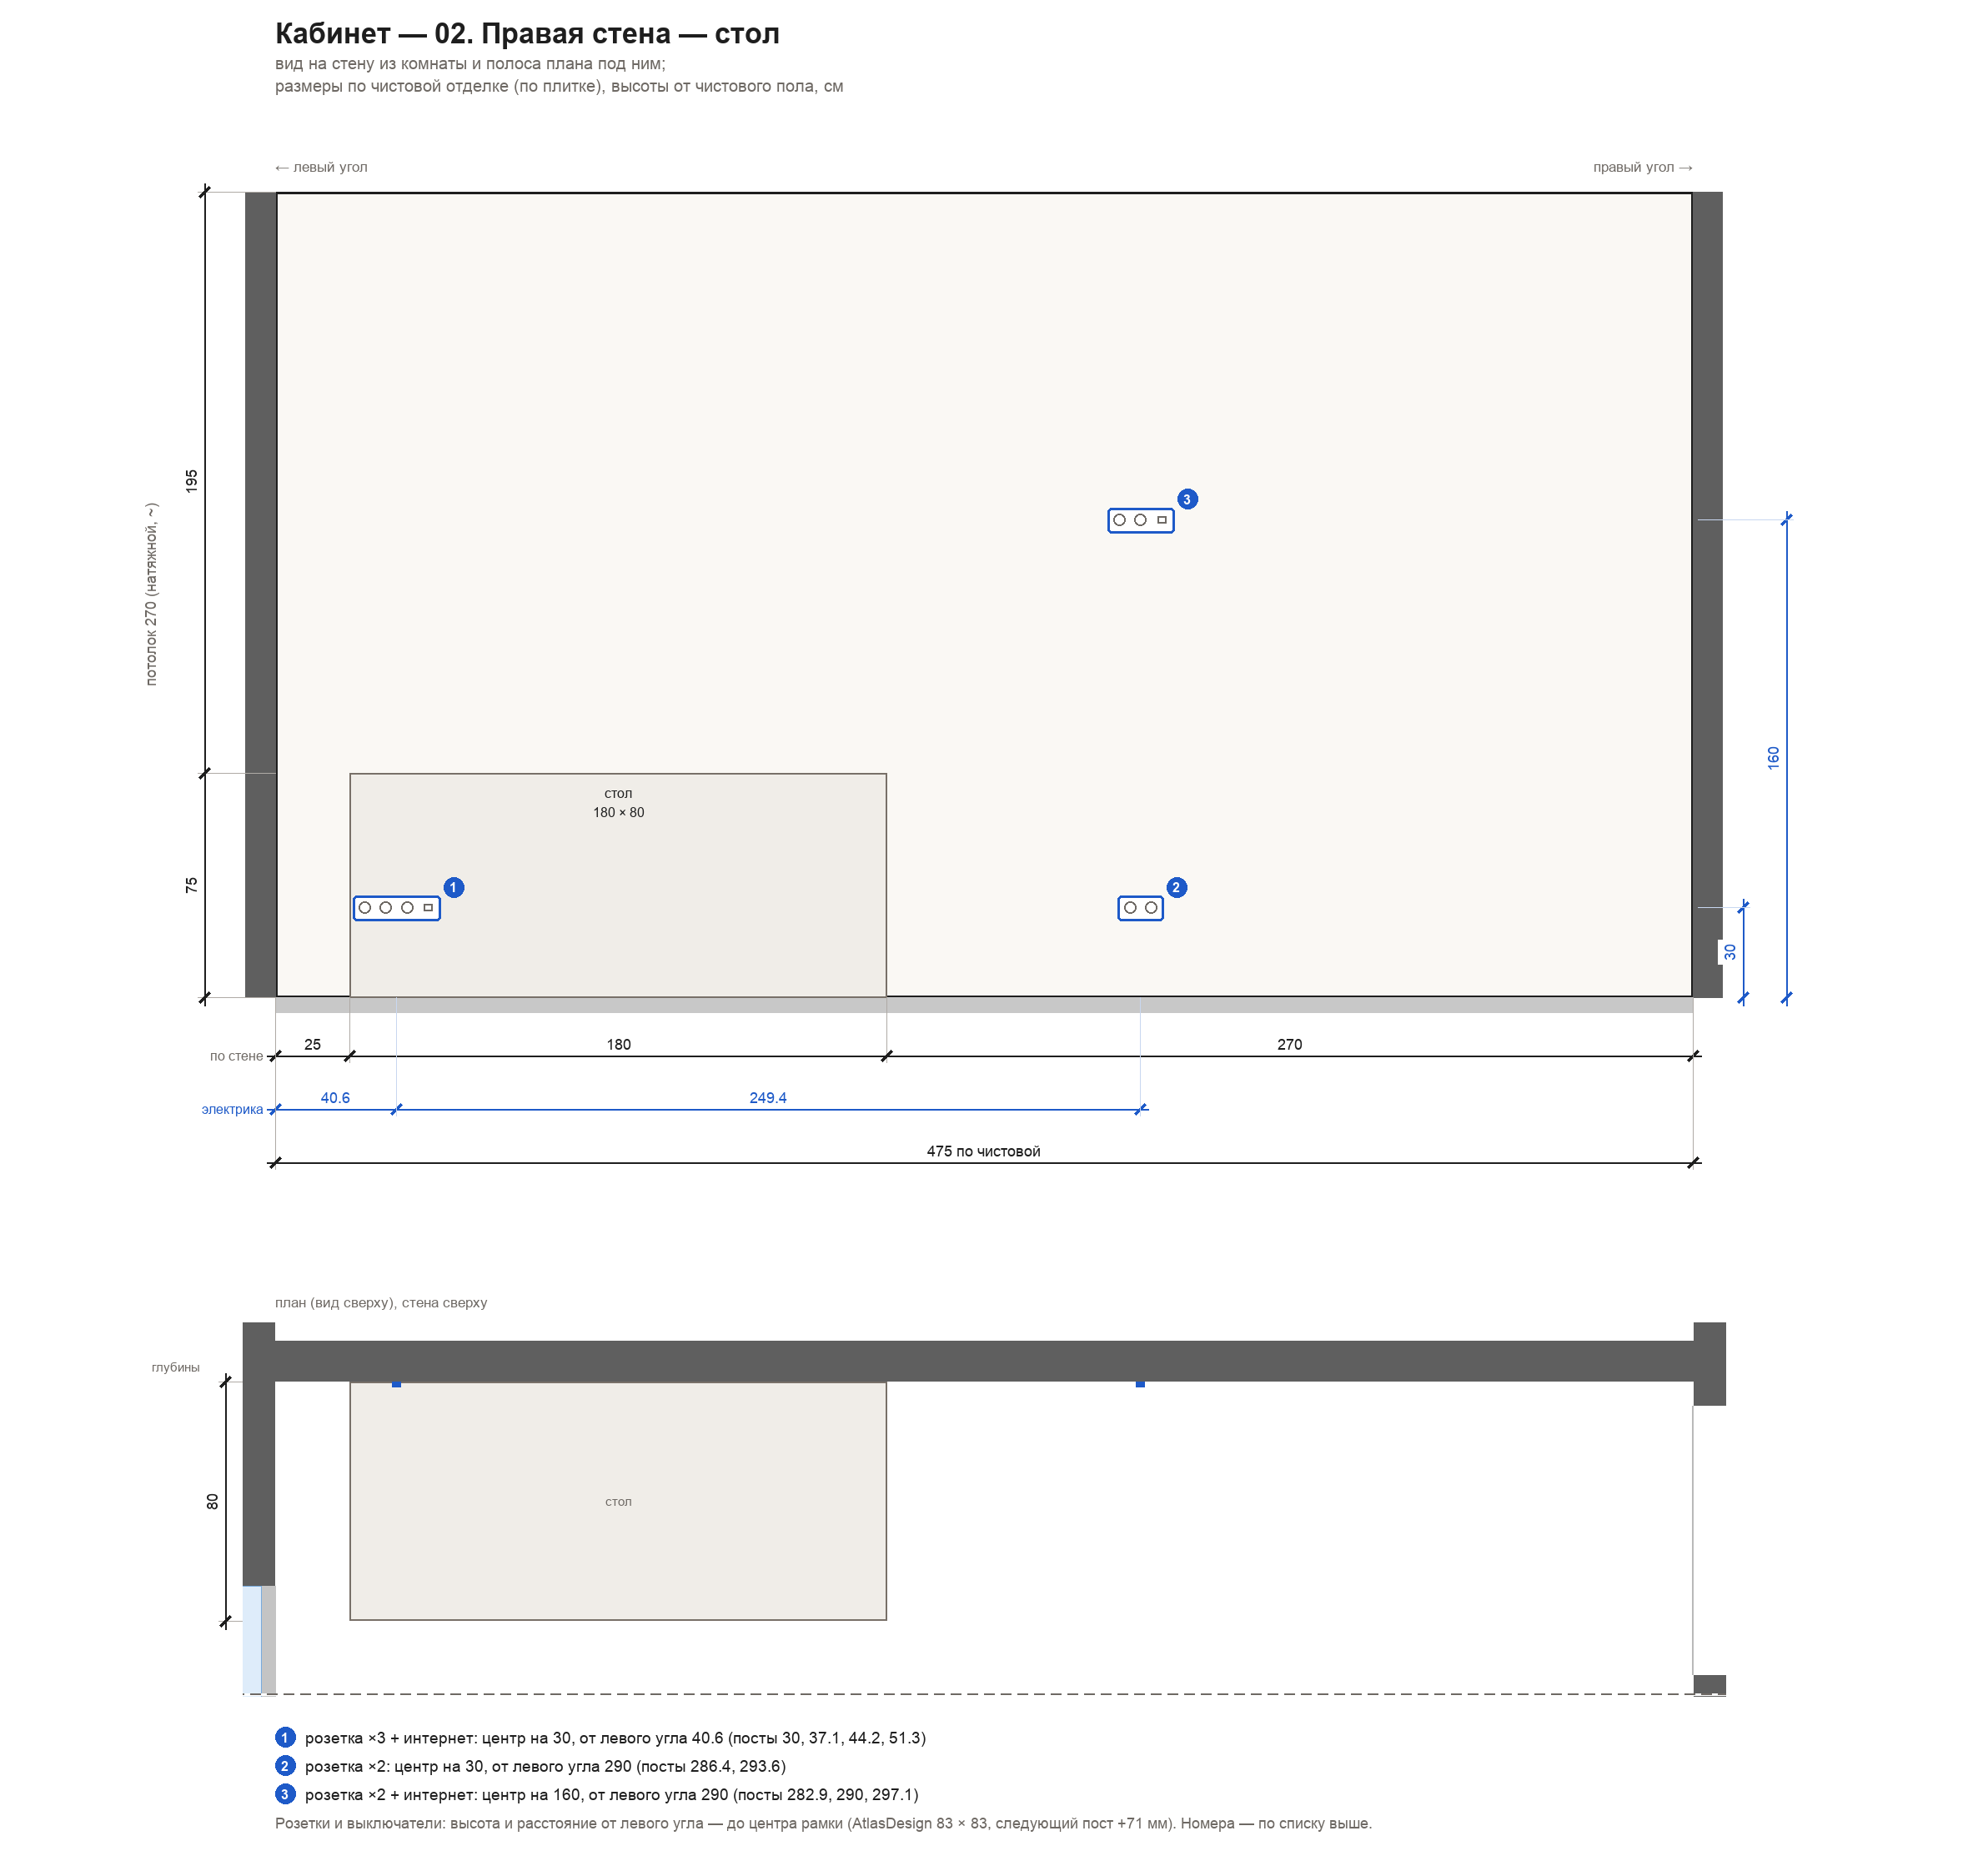 Кабинет — 02. Правая стена — стол
вид на стену из комнаты и полоса плана под ним;
размеры по чистовой отделке (по плитке), высоты от чистового пола, см
← левый угол
правый угол →
195
потолок 270 (натяжной, ~)
3
160
стол
180 × 80
75
1
2
30
25
180
270
по стене
40.6
249.4
электрика
475 по чистовой
план (вид сверху), стена сверху
глубины
80
стол
1 розетка ×3 + интернет: центр на 30, от левого угла 40.6 (посты 30, 37.1, 44.2, 51.3)
2 розетка ×2: центр на 30, от левого угла 290 (посты 286.4, 293.6)
3 розетка ×2 + интернет: центр на 160, от левого угла 290 (посты 282.9, 290, 297.1)
Розетки и выключатели: высота и расстояние от левого угла — до центра рамки (AtlasDesign 83 × 83, следующий пост +71 мм). Номера — по списку выше.